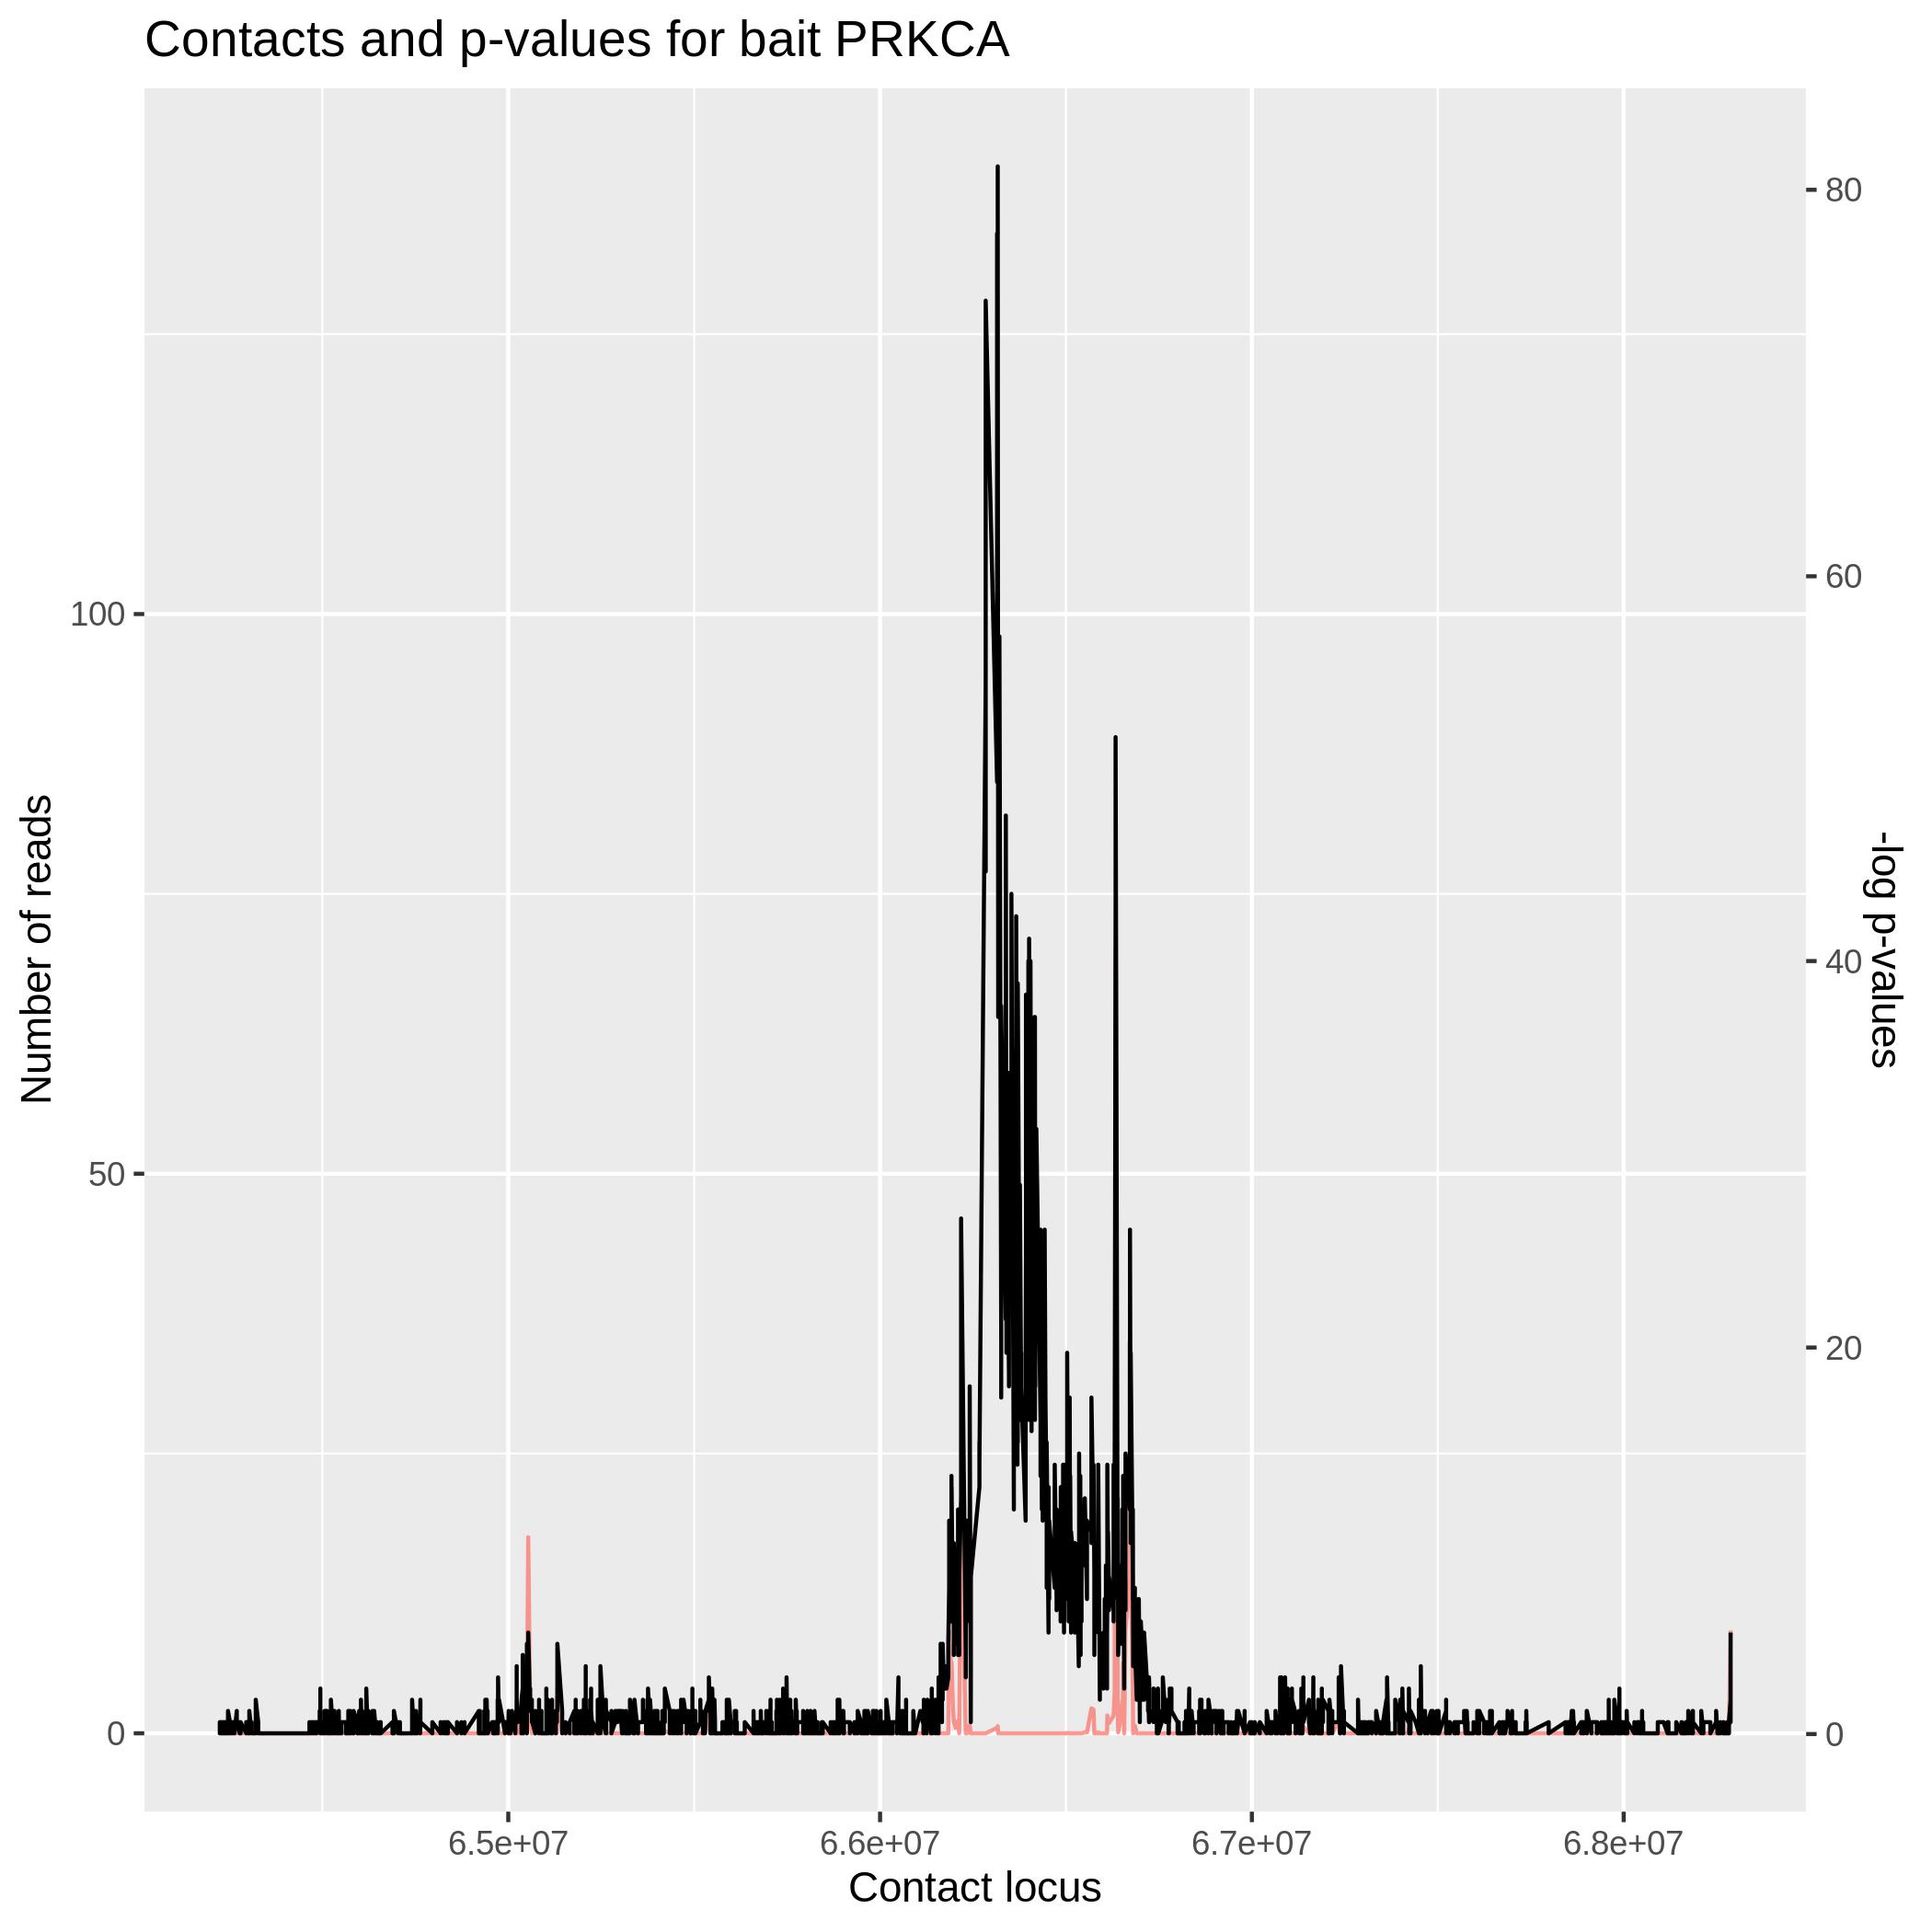 Contacts and p-values for bait PRKCA
Number of reads
100
50
0
80
60
40
20
0
-log p-values
6.5e+07 6.6e+07 6.7e+07 6.8e+07
Contact locus